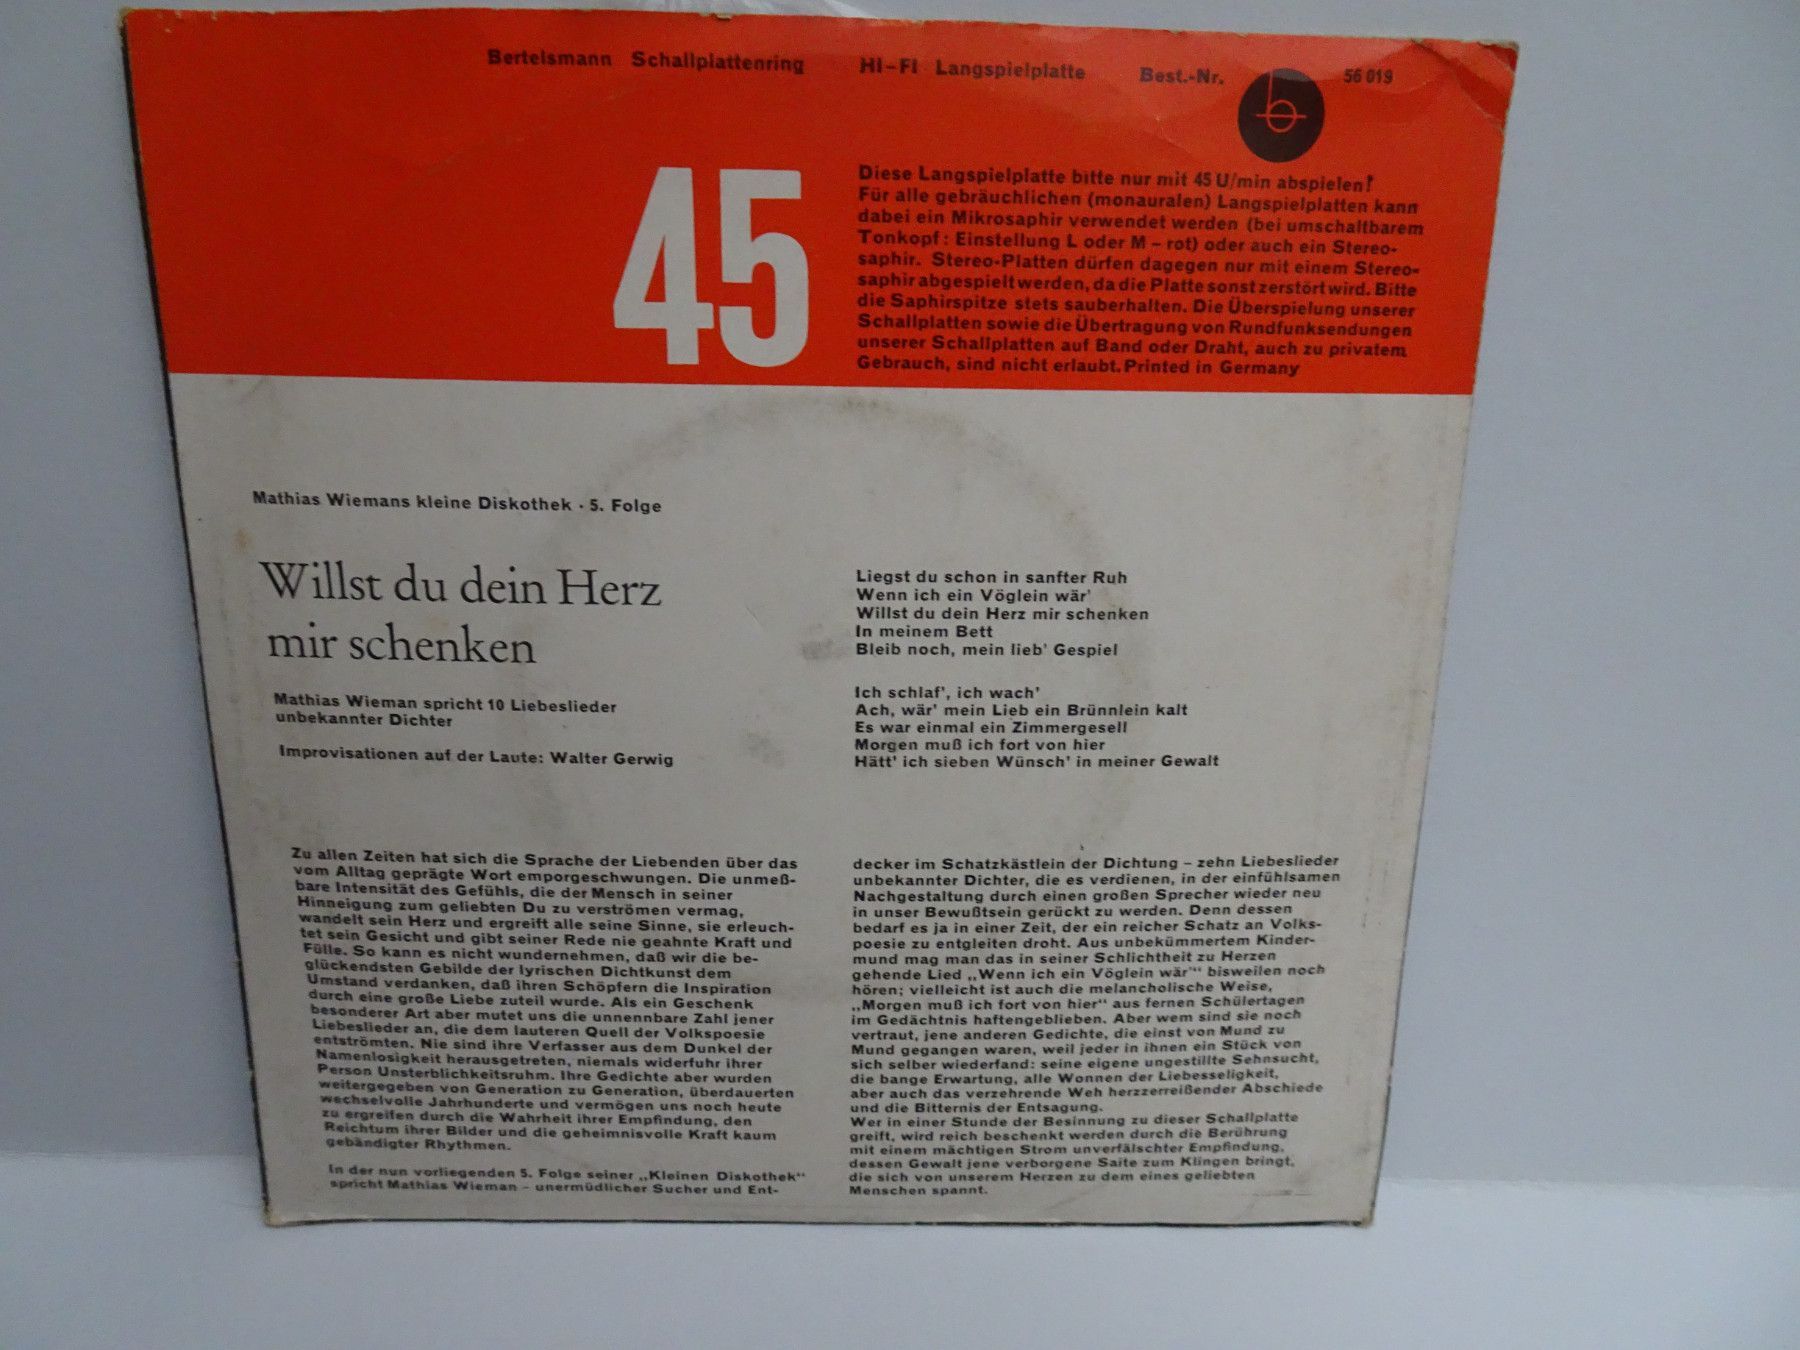 Bertelsmann Schallplattenring HI-FI Langspielplatte Best.-Nr. 56 019
b
45
Diese Langspielplatte bitte nur mit 45 U/min abspielen!
Für alle gebräuchlichen (monauralen) Langspielplatten kann
dabei ein Mikrosaphir verwendet werden (bei umschaltbarem
Tonkopf: Einstellung L oder M – rot) oder auch ein Stereo-
saphir. Stereo-Platten dürfen dagegen nur mit einem Stereo-
saphir abgespielt werden, da die Platte sonst zerstört wird. Bitte
die Saphirspitze stets sauberhalten. Die Überspielung unserer
Schallplatten sowie die Übertragung von Rundfunksendungen
unserer Schallplatten auf Band oder Draht, auch zu privatem
Gebrauch, sind nicht erlaubt. Printed in Germany
Mathias Wiemans kleine Diskothek · 5. Folge
Willst du dein Herz
mir schenken
Mathias Wieman spricht 10 Liebeslieder
unbekannter Dichter
Improvisationen auf der Laute: Walter Gerwig
Liegst du schon in sanfter Ruh
Wenn ich ein Vöglein wär'
Willst du dein Herz mir schenken
In meinem Bett
Bleib noch, mein lieb' Gespiel
Ich schlaf', ich wach'
Ach, wär' mein Lieb ein Brünnlein kalt
Es war einmal ein Zimmergesell
Morgen muß ich fort von hier
Hätt' ich sieben Wünsch' in meiner Gewalt
Zu allen Zeiten hat sich die Sprache der Liebenden über das
vom Alltag geprägte Wort emporgeschwungen. Die unmeß-
bare Intensität des Gefühls, die der Mensch in seiner
Hinneigung zum geliebten Du zu verströmen vermag,
wandelt sein Herz und ergreift alle seine Sinne, sie erleuch-
tet sein Gesicht und gibt seiner Rede nie geahnte Kraft und
Fülle. So kann es nicht wundernehmen, daß wir die be-
glückendsten Gebilde der lyrischen Dichtkunst dem
Umstand verdanken, daß ihren Schöpfern die Inspiration
durch eine große Liebe zuteil wurde. Als ein Geschenk
besonderer Art aber mutet uns die unnennbare Zahl jener
Liebeslieder an, die dem lauteren Quell der Volkspoesie
entströmten. Nie sind ihre Verfasser aus dem Dunkel der
Namenlosigkeit herausgetreten, niemals widerfuhr ihrer
Person Unsterblichkeitsruhm. Ihre Gedichte aber wurden
weitergegeben von Generation zu Generation, überdauerten
wechselvolle Jahrhunderte und vermögen uns noch heute
zu ergreifen durch die Wahrheit ihrer Empfindung, den
Reichtum ihrer Bilder und die geheimnisvolle Kraft kaum
gebändigter Rhythmen.
In der nun vorliegenden 5. Folge seiner „Kleinen Diskothek“
spricht Mathias Wieman – unermüdlicher Sucher und Ent-
decker im Schatzkästlein der Dichtung – zehn Liebeslieder
unbekannter Dichter, die es verdienen, in der einfühlsamen
Nachgestaltung durch einen großen Sprecher wieder neu
in unser Bewußtsein gerückt zu werden. Denn dessen
bedarf es ja in einer Zeit, der ein reicher Schatz an Volks-
poesie zu entgleiten droht. Aus unbekümmertem Kinder-
mund mag man das in seiner Schlichtheit zu Herzen
gehende Lied „Wenn ich ein Vöglein wär'“ bisweilen noch
hören; vielleicht ist auch die melancholische Weise,
„Morgen muß ich fort von hier“ aus fernen Schülertagen
im Gedächtnis haftengeblieben. Aber wem sind sie noch
vertraut, jene anderen Gedichte, die einst von Mund zu
Mund gegangen waren, weil jeder in ihnen ein Stück von
sich selber wiederfand: seine eigene ungestillte Sehnsucht,
die bange Erwartung, alle Wonnen der Liebesseligkeit,
aber auch das verzehrende Weh herzzerreißender Abschiede
und die Bitternis der Entsagung.
Wer in einer Stunde der Besinnung zu dieser Schallplatte
greift, wird reich beschenkt werden durch die Berührung
mit einem mächtigen Strom unverfälschter Empfindung,
dessen Gewalt jene verborgene Saite zum Klingen bringt,
die sich von unserem Herzen zu dem eines geliebten
Menschen spannt.